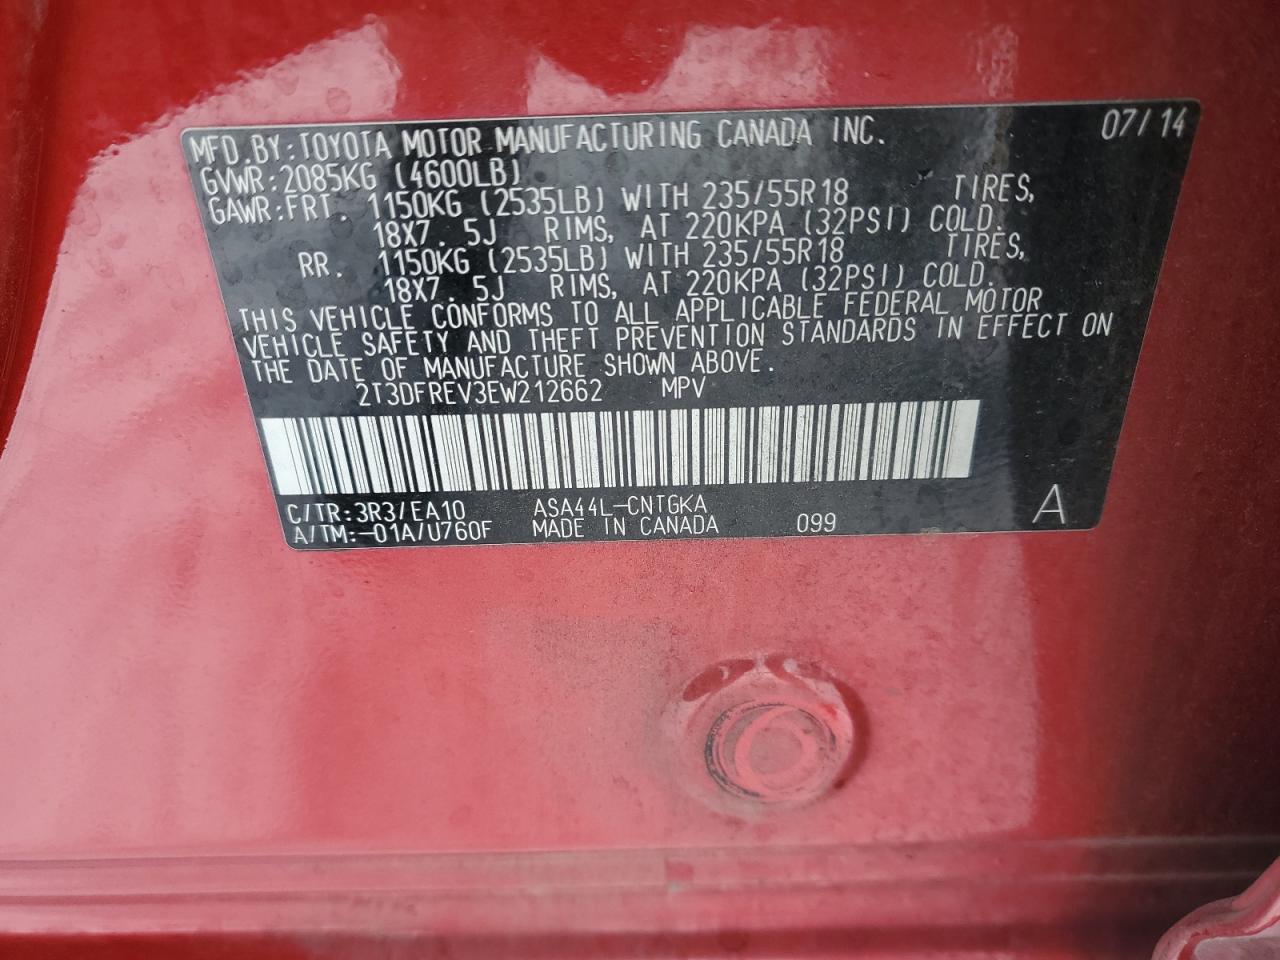 MFD.BY:TOYOTA MOTOR MANUFACTURING CANADA INC. 07/14
GVWR:2085KG (4600LB)
GAWR:FRT. 1150KG (2535LB) WITH 235/55R18 TIRES,
18X7.5J RIMS, AT 220KPA (32PSI) COLD.
RR. 1150KG (2535LB) WITH 235/55R18 TIRES,
18X7.5J RIMS, AT 220KPA (32PSI) COLD.
THIS VEHICLE CONFORMS TO ALL APPLICABLE FEDERAL MOTOR
VEHICLE SAFETY AND THEFT PREVENTION STANDARDS IN EFFECT ON
THE DATE OF MANUFACTURE SHOWN ABOVE.
2T3DFREV3EW212662 MPV
C/TR:3R3/EA10 ASA44L-CNTGKA
A/TM:-01A/U760F MADE IN CANADA 099 A